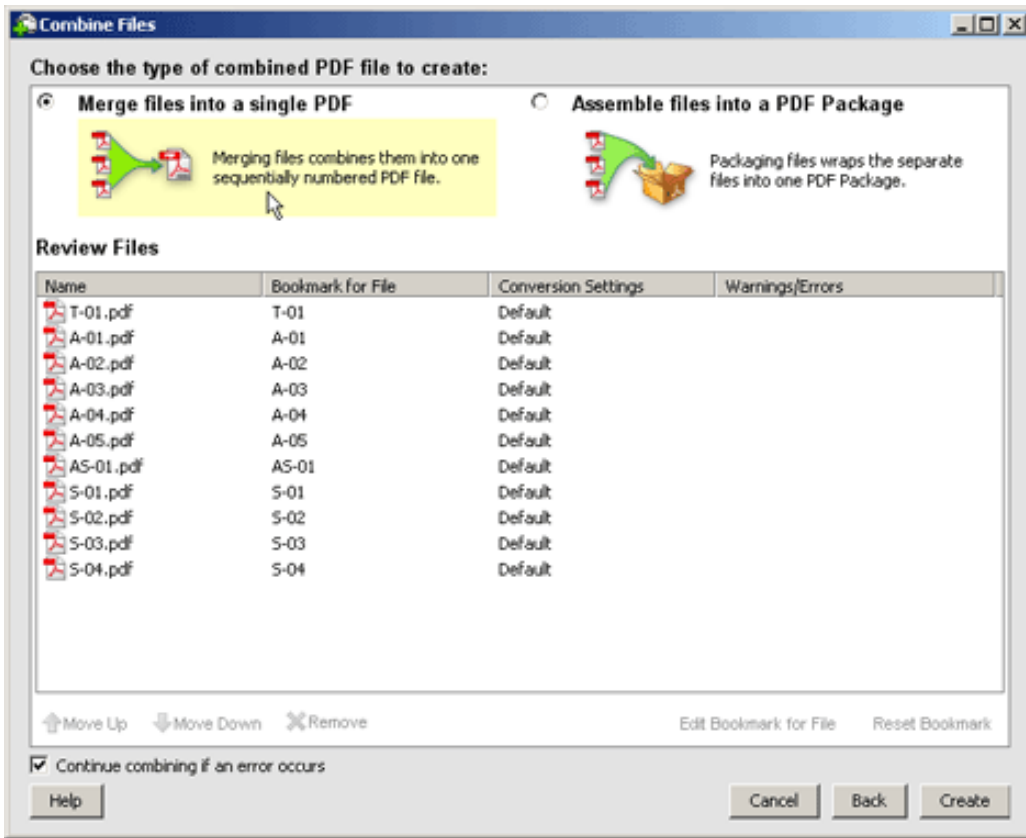 Combine Files
Choose the type of combined PDF file to create:
Merge files into a single PDF
Merging files combines them into one
sequentially numbered PDF file.
Assemble files into a PDF Package
Packaging files wraps the separate
files into one PDF Package.
Review Files
Name Bookmark for File Conversion Settings Warnings/Errors
T-01.pdf T-01 Default
A-01.pdf A-01 Default
A-02.pdf A-02 Default
A-03.pdf A-03 Default
A-04.pdf A-04 Default
A-05.pdf A-05 Default
AS-01.pdf AS-01 Default
S-01.pdf S-01 Default
S-02.pdf S-02 Default
S-03.pdf S-03 Default
S-04.pdf S-04 Default
Move Up Move Down Remove Edit Bookmark for File Reset Bookmark
Continue combining if an error occurs
Help Cancel Back Create